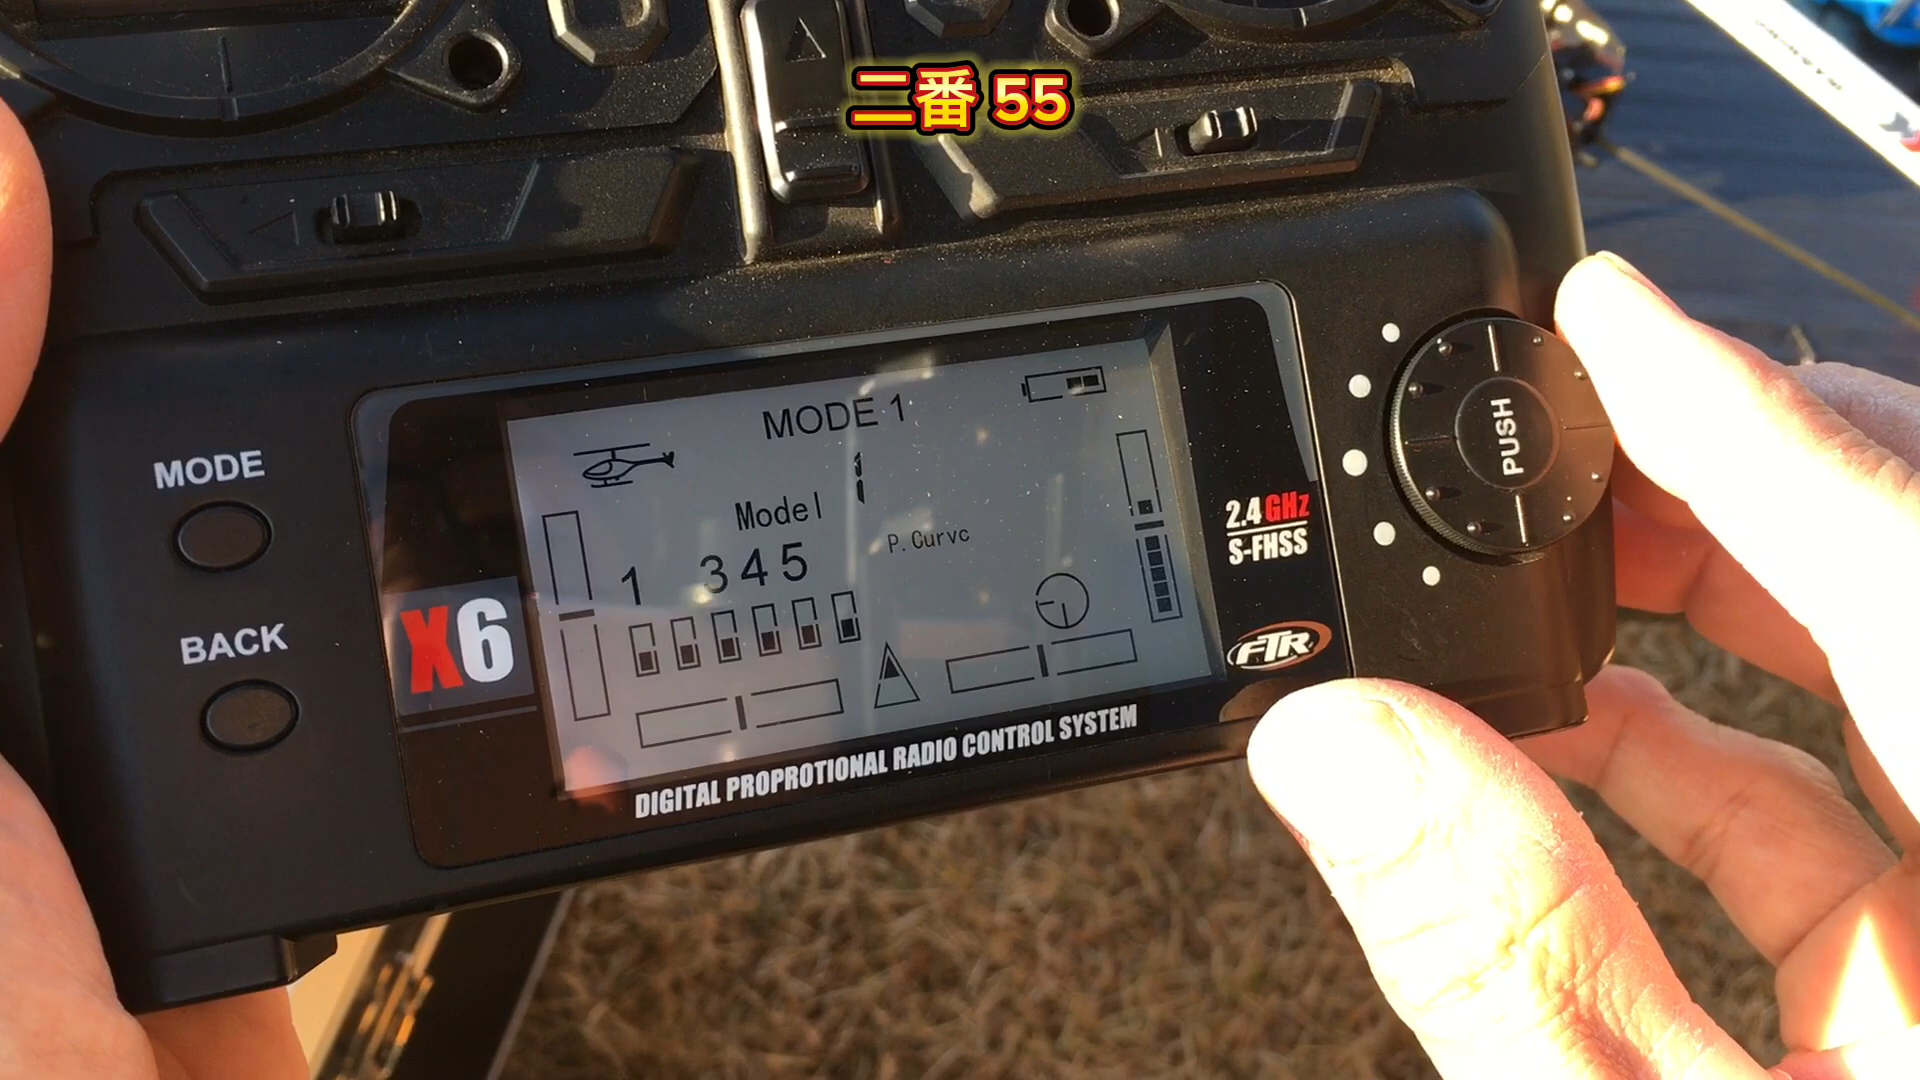 二番 55
MODE 1
Model 1
P.Curvc
1 345
MODE
BACK
X6
2.4GHz
S-FHSS
FTR
PUSH
DIGITAL PROPROTIONAL RADIO CONTROL SYSTEM